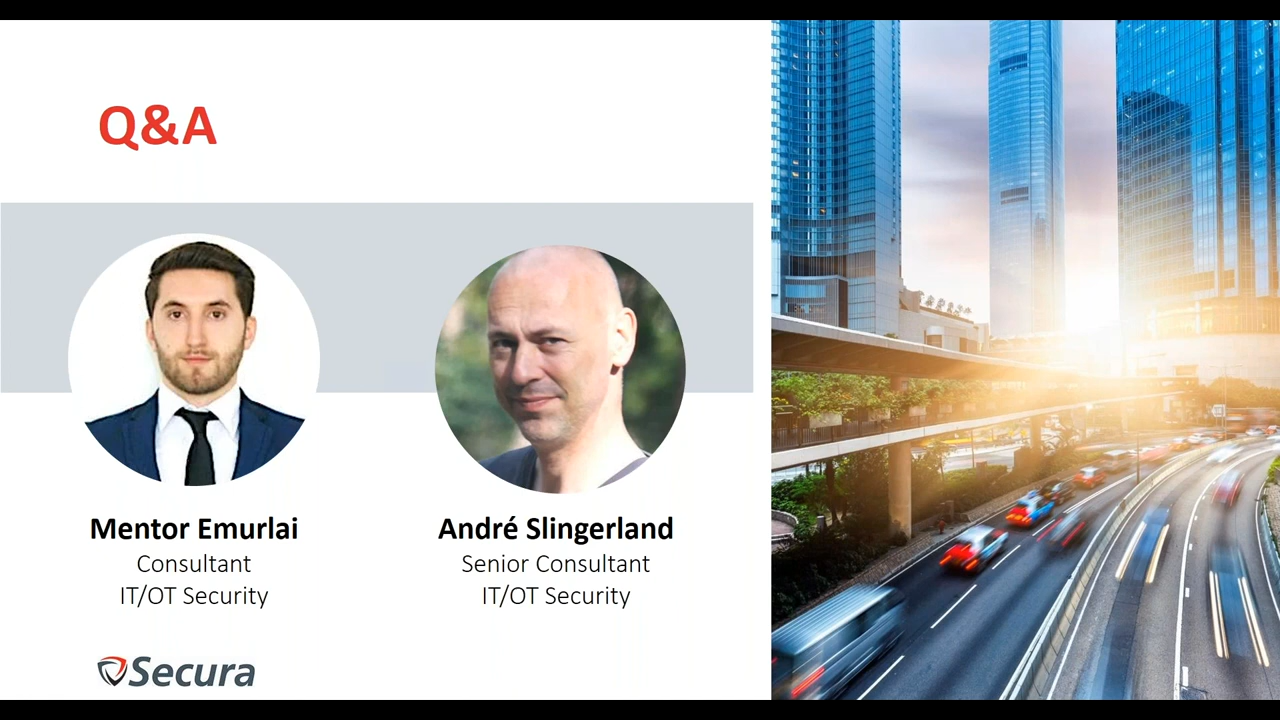 Q&A
Mentor Emurlai
Consultant
IT/OT Security
André Slingerland
Senior Consultant
IT/OT Security
Secura